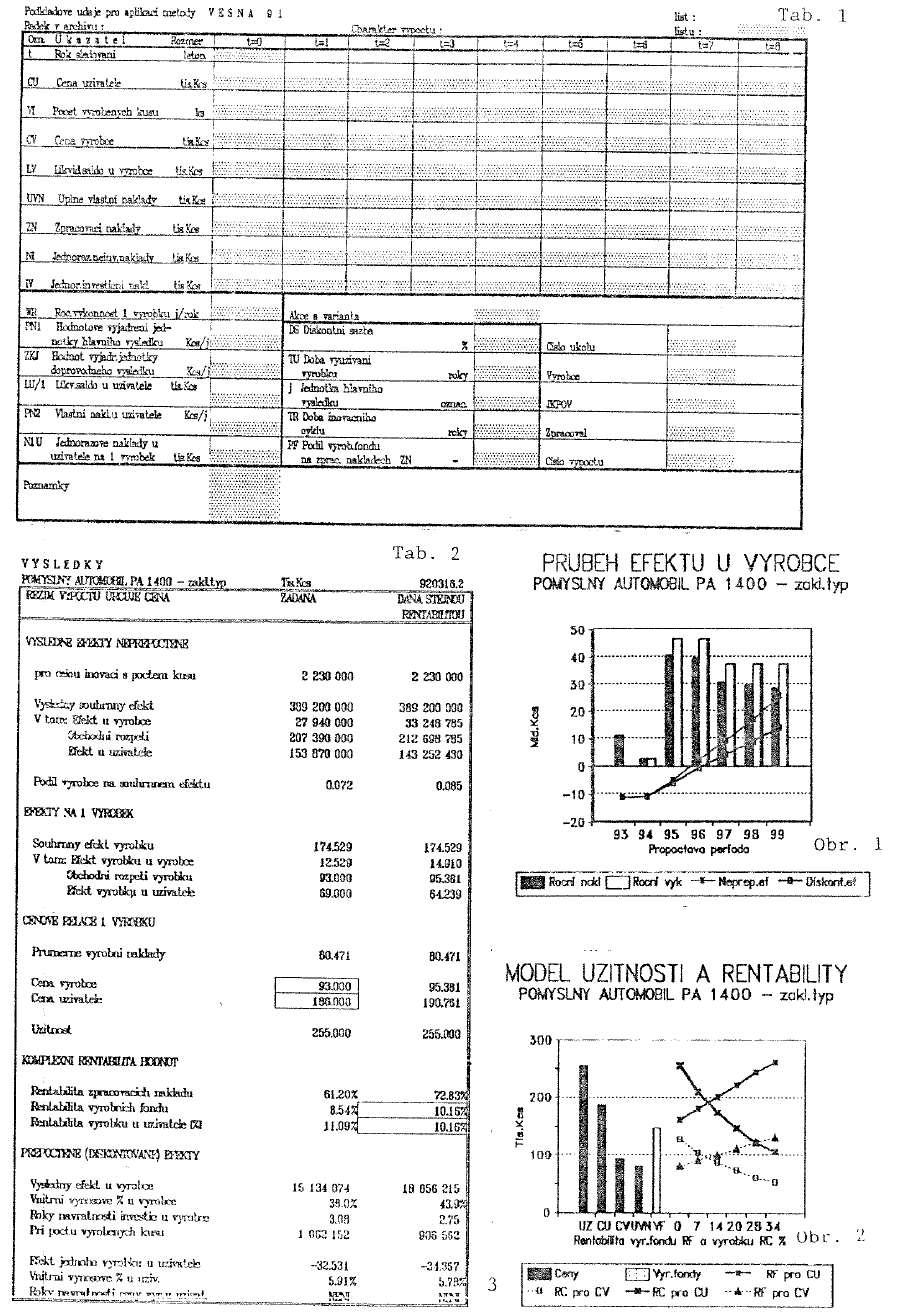 Podkladove udaje pro aplikaci metody V E S N A 9 1
list : Tab. 1
Radek v archivu : Charakter vypoctu : listu :
Ozn. U k a z a t e l Rozmer t=0 t=1 t=2 t=3 t=4 t=5 t=6 t=7 t=8
t Rok sledovani letop.
CU Cena uzivatele tis.Kcs
VI Pocet vyrobenych kusu ks
CV Cena vyrobce tis.Kcs
LV Likvid.saldo u vyrobce tis.Kcs
UVN Uplne vlastni naklady tis.Kcs
ZN Zpracovaci naklady tis.Kcs
NI Jednoraz.neinv.naklady tis.Kcs
IV Jednor.investicni nakl. tis.Kcs
WR Roc.vykonnost 1 vyrobku j/rok Akce a varianta
PN1 Hodnotove vyjadreni jed- DS Diskontni sazba
notky hlavniho vysledku Kcs/j % Cislo ukolu
ZKJ Hodnot vyjadr.jednotky TU Doba vyuzivani
doprovodneho vysledku Kcs/j vyrobku roky Vyrobce
LU/1 Likv.saldo u uzivatele tis.Kcs j Jednotka hlavniho
vysledku oznac. JKPOV
PN2 Vlastni nakl.u uzivatele Kcs/j TR Doba inovacniho
cyklu roky Zpracoval
N1U Jednorazove naklady u PF Podil vyrob.fondu
uzivatele na 1 vyrobek tis.Kcs na zprac. nakladech ZN - Cislo vypoctu
Poznamky
Tab. 2
V Y S L E D K Y
POMYSLNY AUTOMOBIL PA 1400 - zakl.typ Tis.Kcs 920316.2
REZIM VYPOCTU URCUJE CENA ZADANA DANA STEJNOU
RENTABILITOU
VYSLEDNE EFEKTY NEPREPOCTENE
pro celou inovaci s poctem kusu 2 230 000 2 230 000
Vysledny souhrnny efekt 389 200 000 389 200 000
V tom: Efekt u vyrobce 27 940 000 33 248 785
Obchodni rozpeti 207 390 000 212 698 785
Efekt u uzivatele 153 870 000 143 252 430
Podil vyrobce na souhrnnem efektu 0.072 0.085
EFEKTY NA 1 VYROBEK
Souhrnny efekt vyrobku 174.529 174.529
V tom: Efekt vyrobku u vyrobce 12.529 14.910
Obchodni rozpeti vyrobku 93.000 95.381
Efekt vyrobku u uzivatele 69.000 64.239
CENOVE RELACE 1 VYROBKU
Prumerne vyrobni naklady 80.471 80.471
Cena vyrobce 93.000 95.381
Cena uzivatele 186.000 190.761
Uzitnost 255.000 255.000
KOMPLEXNI RENTABILITA HODNOT
Rentabilita zpracovacich nakladu 61.20% 72.83%
Rentabilita vyrobnich fondu 8.54% 10.16%
Rentabilita vyrobku u uzivatele [%] 11.09% 10.16%
PREPOCTENE (DISKONTOVANE) EFEKTY
Vysledny efekt u vyrobce 15 134 074 18 856 215
Vnitrni vynosove % u vyrobce 39.0% 43.9%
Roky navratnosti investic u vyrobce 3.08 2.75
Pri poctu vyrobenych kusu 1 062 152 906 562
Efekt jednoho vyrobku u uzivatele -32.531 -34.357
Vnitrni vynosove % u uziv. 5.91% 5.78%
Roky navratnosti ceny vyr.u uzivat. NENI NENI
PRUBEH EFEKTU U VYROBCE
POMYSLNY AUTOMOBIL PA 1400 - zakl.typ
Mld.Kcs
50
40
30
20
10
0
-10
-20
93 94 95 96 97 98 99
Propoctova perioda
Obr. 1
Rocni nakl Rocni vyk Neprep.ef Diskont.ef
MODEL UZITNOSTI A RENTABILITY
POMYSLNY AUTOMOBIL PA 1400 - zakl.typ
Tis.Kcs
300
200
100
0
UZ CU CV UVN VF 0 7 14 20 28 34
Rentabilita vyr.fondu RF a vyrobku RC %
Obr. 2
Ceny Vyr.fondy RF pro CU
RC pro CV RC pro CU RF pro CV
3